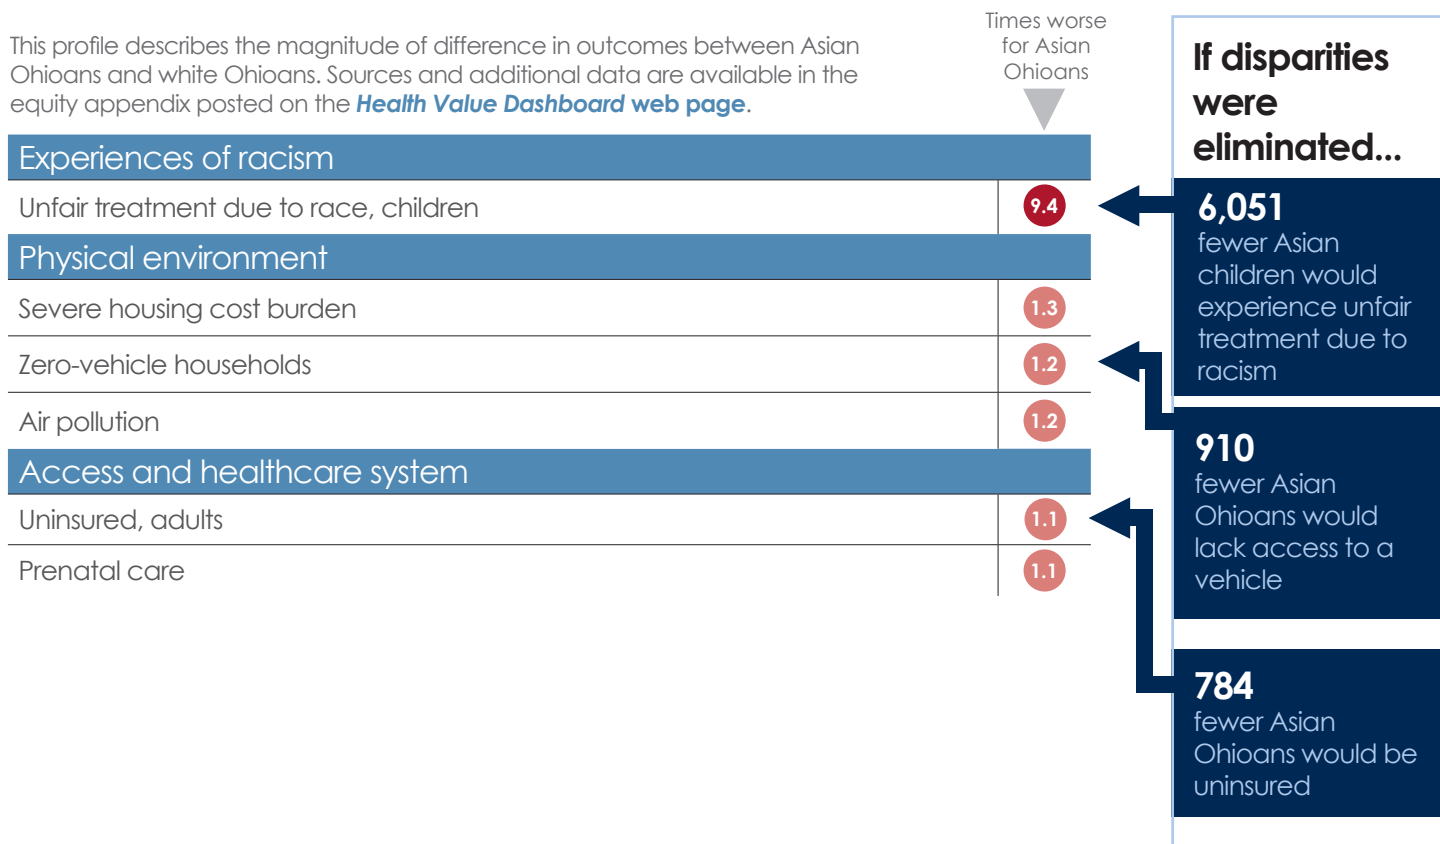 This profile describes the magnitude of difference in outcomes between Asian
Ohioans and white Ohioans. Sources and additional data are available in the
equity appendix posted on the Health Value Dashboard web page.
Times worse
for Asian
Ohioans
Experiences of racism
Unfair treatment due to race, children
9.4
Physical environment
Severe housing cost burden
1.3
Zero-vehicle households
1.2
Air pollution
1.2
Access and healthcare system
Uninsured, adults
1.1
Prenatal care
1.1
If disparities
were
eliminated...
6,051
fewer Asian
children would
experience unfair
treatment due to
racism
910
fewer Asian
Ohioans would
lack access to a
vehicle
784
fewer Asian
Ohioans would be
uninsured